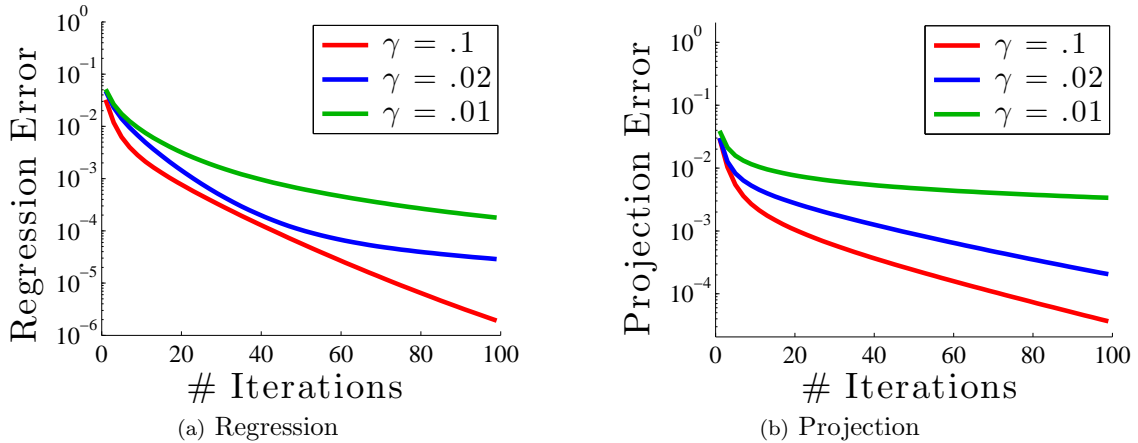 Regression Error
10^0
10^-1
10^-2
10^-3
10^-4
10^-5
10^-6
0 20 40 60 80 100
# Iterations
γ = .1
γ = .02
γ = .01
(a) Regression
Projection Error
10^0
10^-1
10^-2
10^-3
10^-4
0 20 40 60 80 100
# Iterations
γ = .1
γ = .02
γ = .01
(b) Projection